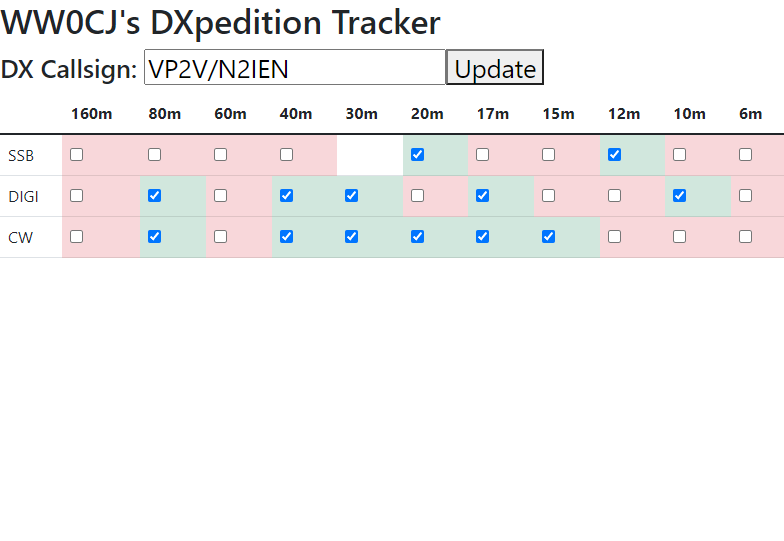 WW0CJ's DXpedition Tracker
DX Callsign: VP2V/N2IEN Update
160m 80m 60m 40m 30m 20m 17m 15m 12m 10m 6m
SSB
DIGI
CW